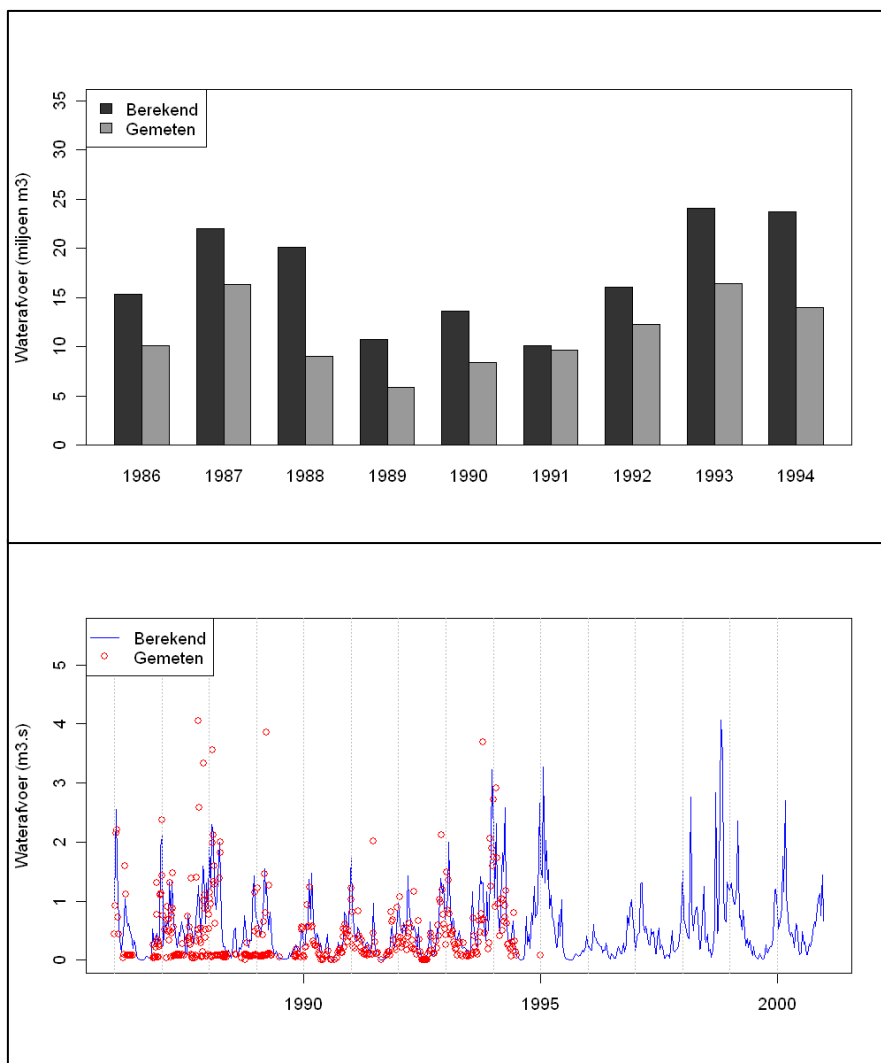 Waterafvoer (miljoen m3)
35
30
25
20
15
10
5
0
Berekend
Gemeten
1986 1987 1988 1989 1990 1991 1992 1993 1994
Waterafvoer (m3.s)
5
4
3
2
1
0
Berekend
Gemeten
1990 1995 2000